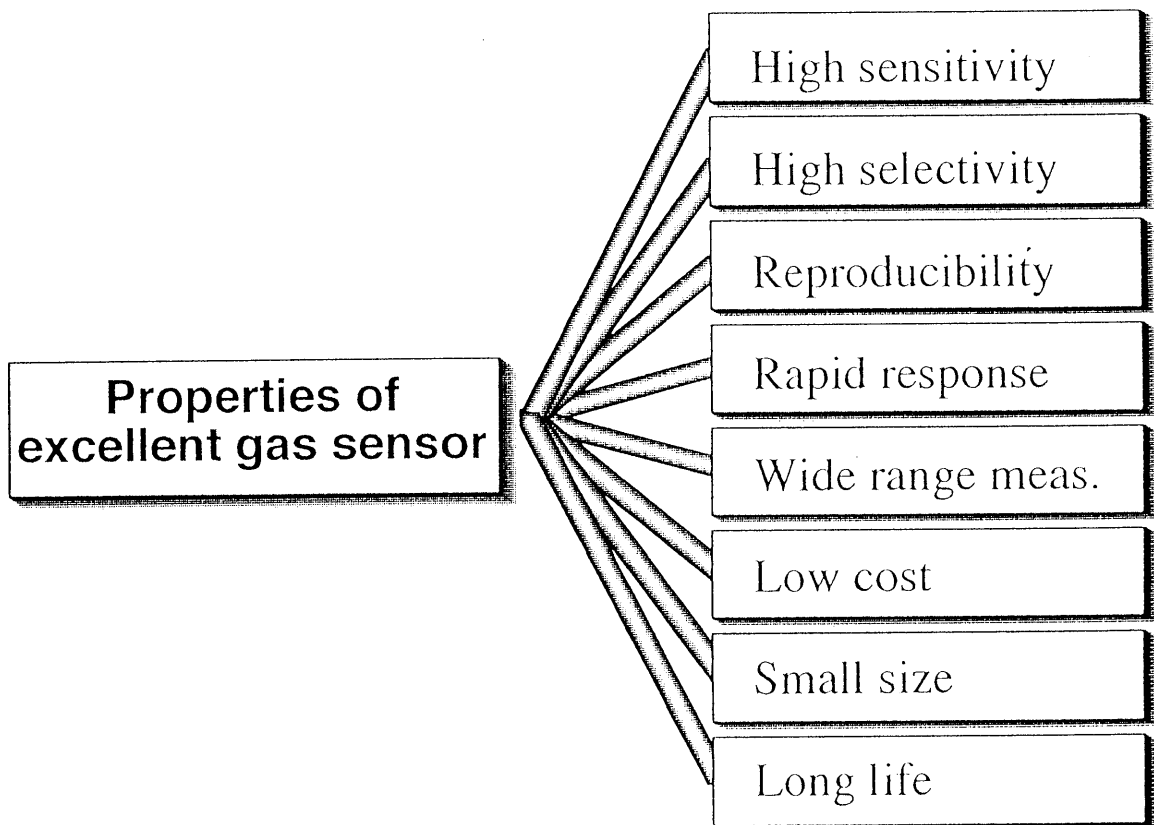 Properties of
excellent gas sensor
High sensitivity
High selectivity
Reproducibility
Rapid response
Wide range meas.
Low cost
Small size
Long life